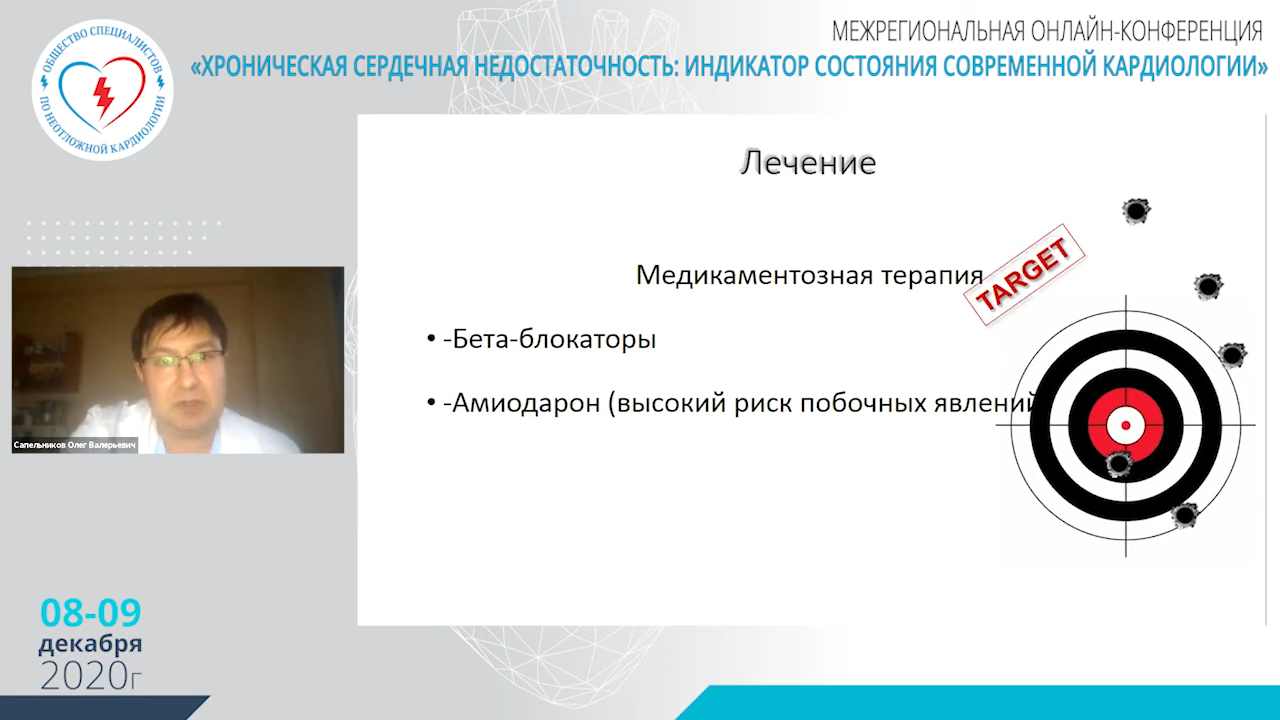 МЕЖРЕГИОНАЛЬНАЯ ОНЛАЙН-КОНФЕРЕНЦИЯ
«ХРОНИЧЕСКАЯ СЕРДЕЧНАЯ НЕДОСТАТОЧНОСТЬ: ИНДИКАТОР СОСТОЯНИЯ СОВРЕМЕННОЙ КАРДИОЛОГИИ»
ОБЩЕСТВО СПЕЦИАЛИСТОВ
ПО НЕОТЛОЖНОЙ КАРДИОЛОГИИ
Лечение
Медикаментозная терапия
TARGET
• -Бета-блокаторы
• -Амиодарон (высокий риск побочных явлений
Сапельников Олег Валерьевич
08-09
декабря
2020г